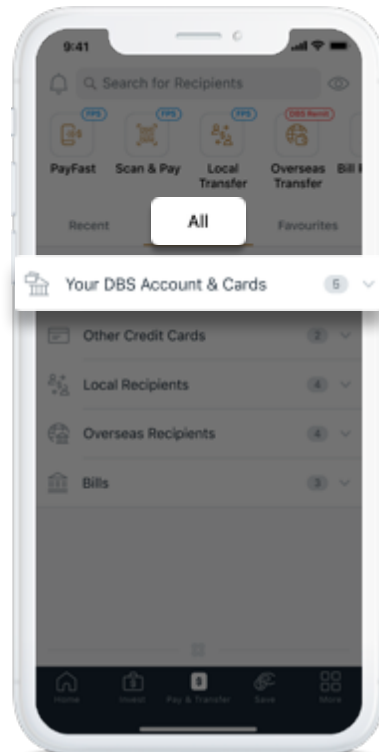 9:41
Search for Recipients
FPS FPS FPS DBS Remit
PayFast Scan & Pay Local Transfer Overseas Transfer Bill
Recent All Favourites
Your DBS Account & Cards 5
Other Credit Cards 2
Local Recipients 4
Overseas Recipients 4
Bills 3
Home Invest Pay & Transfer Save More